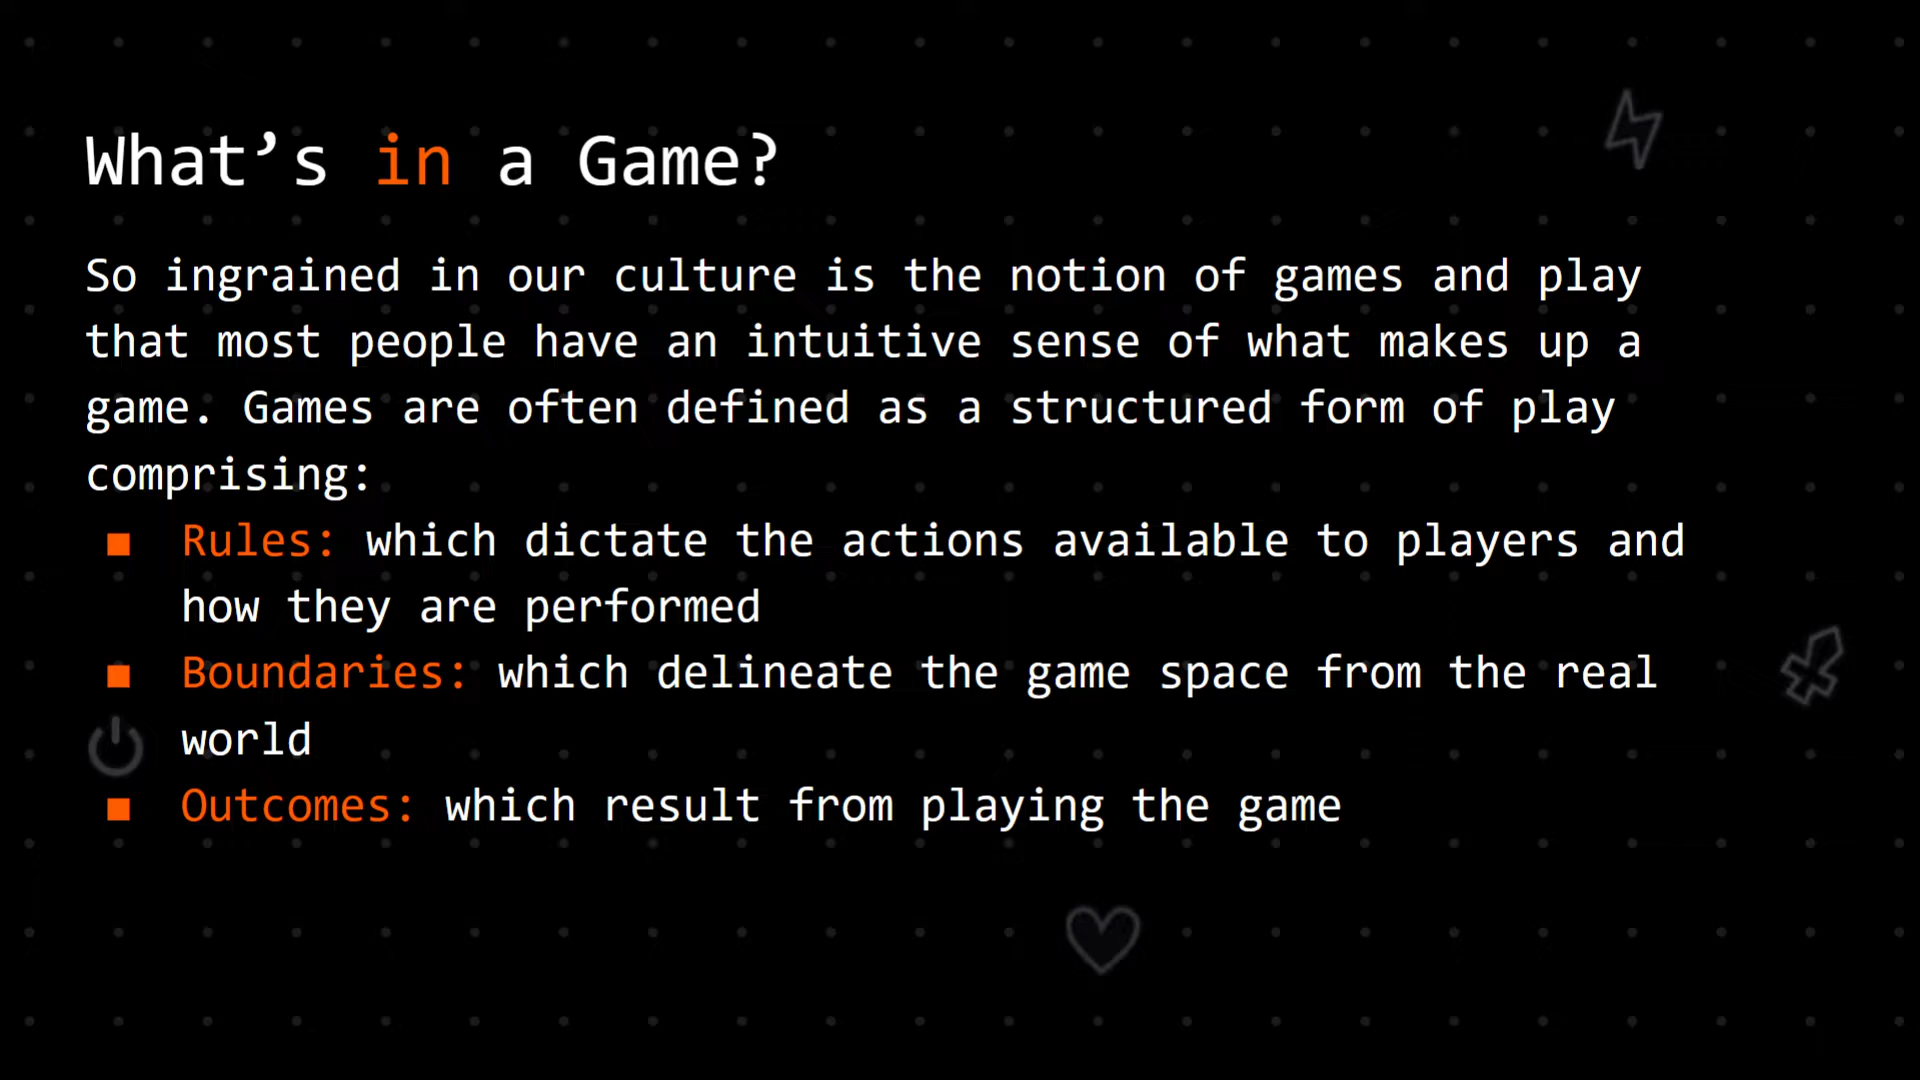 What’s in a Game?
So ingrained in our culture is the notion of games and play
that most people have an intuitive sense of what makes up a
game. Games are often defined as a structured form of play
comprising:
■ Rules: which dictate the actions available to players and
how they are performed
■ Boundaries: which delineate the game space from the real
world
■ Outcomes: which result from playing the game